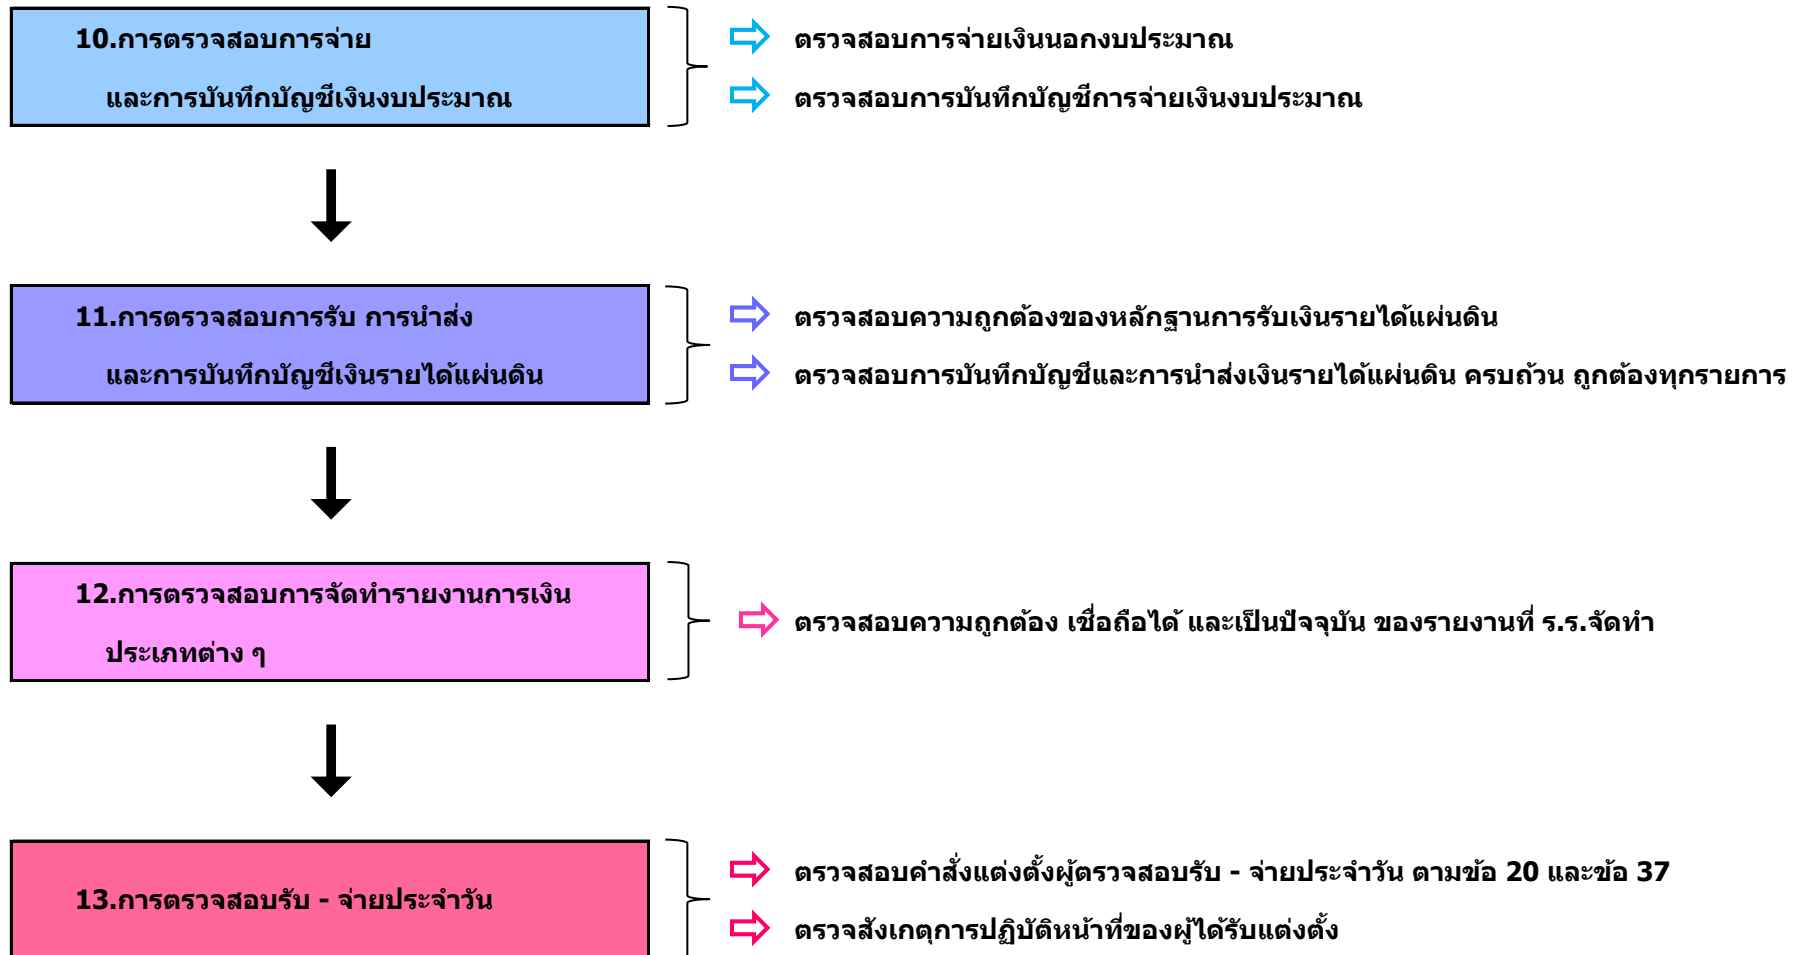 10.การตรวจสอบการจ่าย
และการบันทึกบัญชีเงินงบประมาณ
ตรวจสอบการจ่ายเงินนอกงบประมาณ
ตรวจสอบการบันทึกบัญชีการจ่ายเงินงบประมาณ
11.การตรวจสอบการรับ การนำส่ง
และการบันทึกบัญชีเงินรายได้แผ่นดิน
ตรวจสอบความถูกต้องของหลักฐานการรับเงินรายได้แผ่นดิน
ตรวจสอบการบันทึกบัญชีและการนำส่งเงินรายได้แผ่นดิน ครบถ้วน ถูกต้องทุกรายการ
12.การตรวจสอบการจัดทำรายงานการเงิน
ประเภทต่าง ๆ
ตรวจสอบความถูกต้อง เชื่อถือได้ และเป็นปัจจุบัน ของรายงานที่ ร.ร.จัดทำ
13.การตรวจสอบรับ - จ่ายประจำวัน
ตรวจสอบคำสั่งแต่งตั้งผู้ตรวจสอบรับ - จ่ายประจำวัน ตามข้อ 20 และข้อ 37
ตรวจสังเกตุการปฏิบัติหน้าที่ของผู้ได้รับแต่งตั้ง